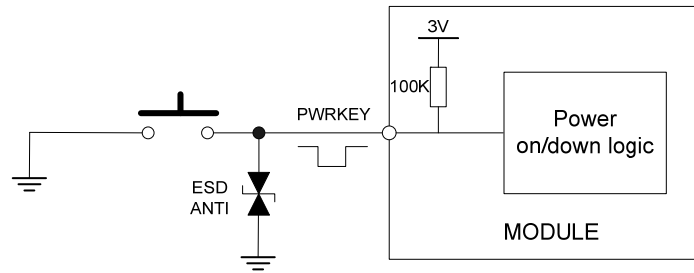 3V
100K
PWRKEY
Power
on/down logic
ESD
ANTI
MODULE